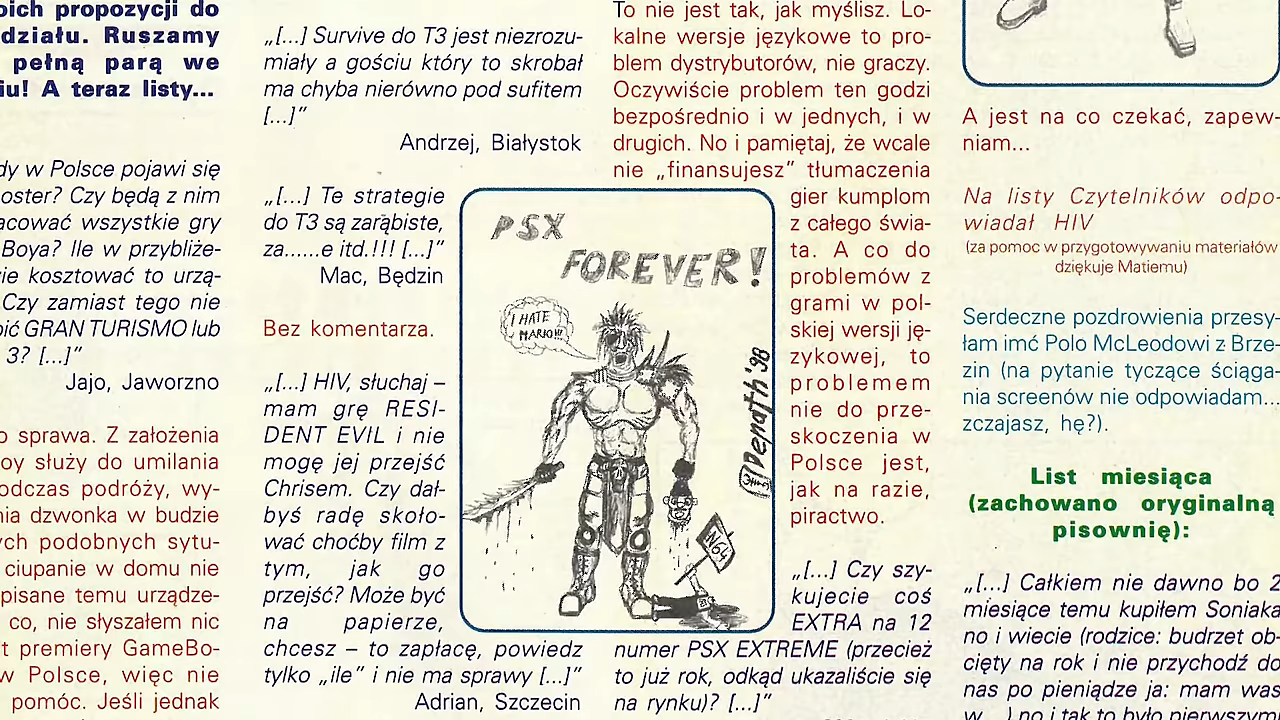 oich propozycji do
działu. Ruszamy
pełną parą we
iu! A teraz listy...
dy w Polsce pojawi się
oster? Czy będą z nim
acować wszystkie gry
Boya? Ile w przybliże-
ie kosztować to urzą-
Czy zamiast tego nie
bić GRAN TURISMO lub
3? [...]”
Jajo, Jaworzno
o sprawa. Z założenia
oy służy do umilania
odczas podróży, wy-
nia dzwonka w budzie
ych podobnych sytu-
ciupanie w domu nie
pisane temu urządze-
co, nie słyszałem nic
t premiery GameBo-
w Polsce, więc nie
pomóc. Jeśli jednak
„[...] Survive do T3 jest niezrozu-
miały a gościu który to skrobał
ma chyba nierówno pod sufitem
[...]”
Andrzej, Białystok
„[...] Te strategie
do T3 są zarąbiste,
za......e itd.!!! [...]”
Mac, Będzin
Bez komentarza.
„[...] HIV, słuchaj –
mam grę RESI-
DENT EVIL i nie
mogę jej przejść
Chrisem. Czy dał-
byś radę skoło-
wać choćby film z
tym, jak go
przejść? Może być
na papierze,
chcesz – to zapłacę, powiedz
tylko „ile” i nie ma sprawy [...]”
Adrian, Szczecin
PSX
FOREVER!
I HATE
MARIO!!!
Depath '98
N64
To nie jest tak, jak myślisz. Lo-
kalne wersje językowe to pro-
blem dystrybutorów, nie graczy.
Oczywiście problem ten godzi
bezpośrednio i w jednych, i w
drugich. No i pamiętaj, że wcale
nie „finansujesz” tłumaczenia
gier kumplom
z całego świa-
ta. A co do
problemów z
grami w pol-
skiej wersji ję-
zykowej, to
problemem
nie do prze-
skoczenia w
Polsce jest,
jak na razie,
piractwo.
„[...] Czy szy-
kujecie coś
EXTRA na 12
numer PSX EXTREME (przecież
to już rok, odkąd ukazaliście się
na rynku)? [...]”
A jest na co czekać, zapew-
niam...
Na listy Czytelników odpo-
wiadał HIV
(za pomoc w przygotowywaniu materiałów
dziękuje Matiemu)
Serdeczne pozdrowienia przesy-
łam imć Polo McLeodowi z Brze-
zin (na pytanie tyczące ściąga-
nia screenów nie odpowiadam...
zczajasz, hę?).
List miesiąca
(zachowano oryginalną
pisownię):
„[...] Całkiem nie dawno bo 2
miesiące temu kupiłem Soniaka
no i wiecie (rodzice: budrzet ob-
cięty na rok i nie przychodź do
nas po pieniądze ja: mam was
w...) no i tak to było pierwszymi